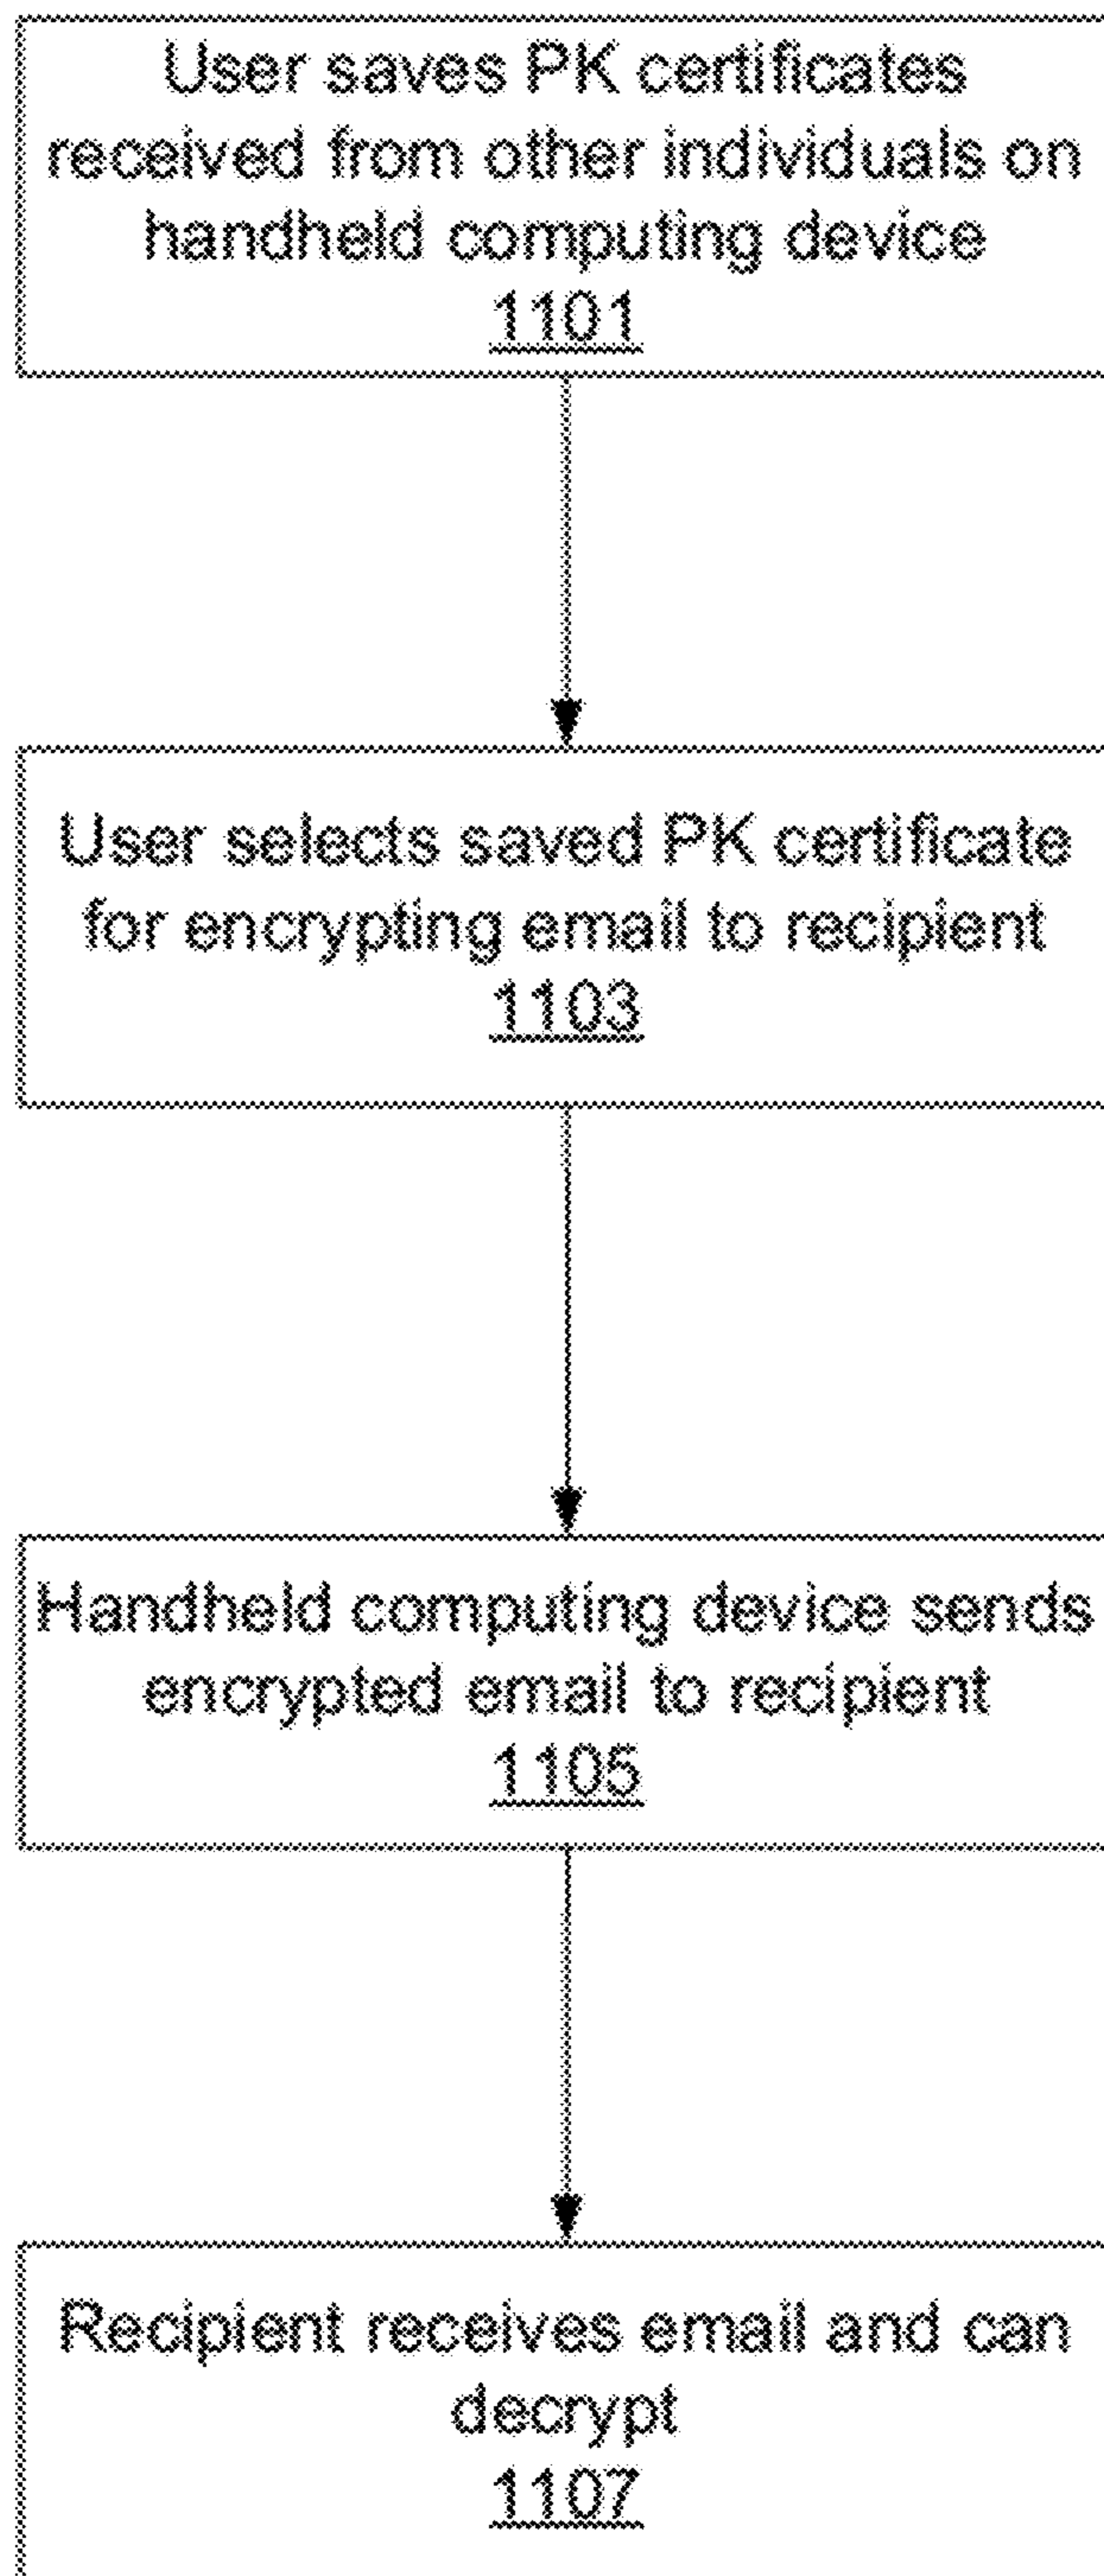 User saves PK certificates
received from other individuals on
handheld computing device
1101
User selects saved PK certificate
for encrypting email to recipient
1103
Handheld computing device sends
encrypted email to recipient
1105
Recipient receives email and can
decrypt
1107